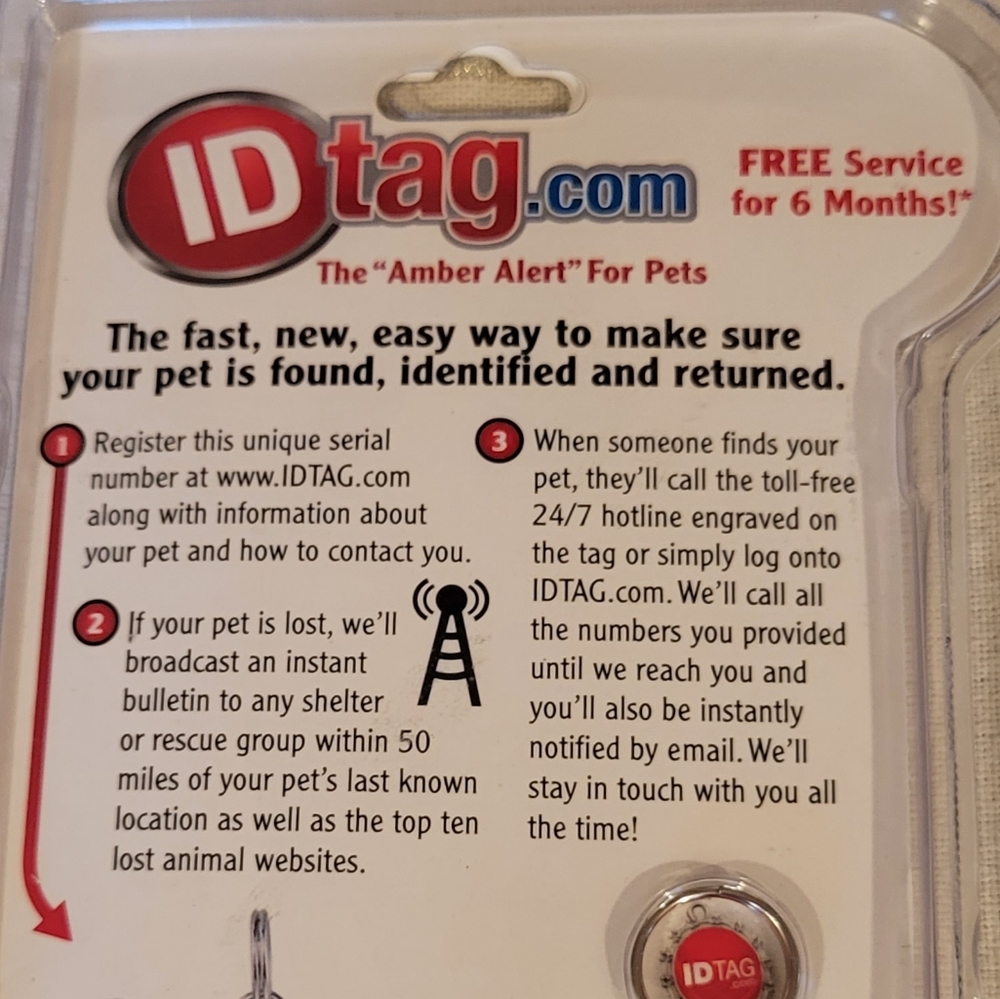 IDtag.com
FREE Service
for 6 Months!*
The “Amber Alert” For Pets
The fast, new, easy way to make sure
your pet is found, identified and returned.
1 Register this unique serial
number at www.IDTAG.com
along with information about
your pet and how to contact you.
2 If your pet is lost, we’ll
broadcast an instant
bulletin to any shelter
or rescue group within 50
miles of your pet’s last known
location as well as the top ten
lost animal websites.
3 When someone finds your
pet, they’ll call the toll-free
24/7 hotline engraved on
the tag or simply log onto
IDTAG.com. We’ll call all
the numbers you provided
until we reach you and
you’ll also be instantly
notified by email. We’ll
stay in touch with you all
the time!
IDTAG
.com